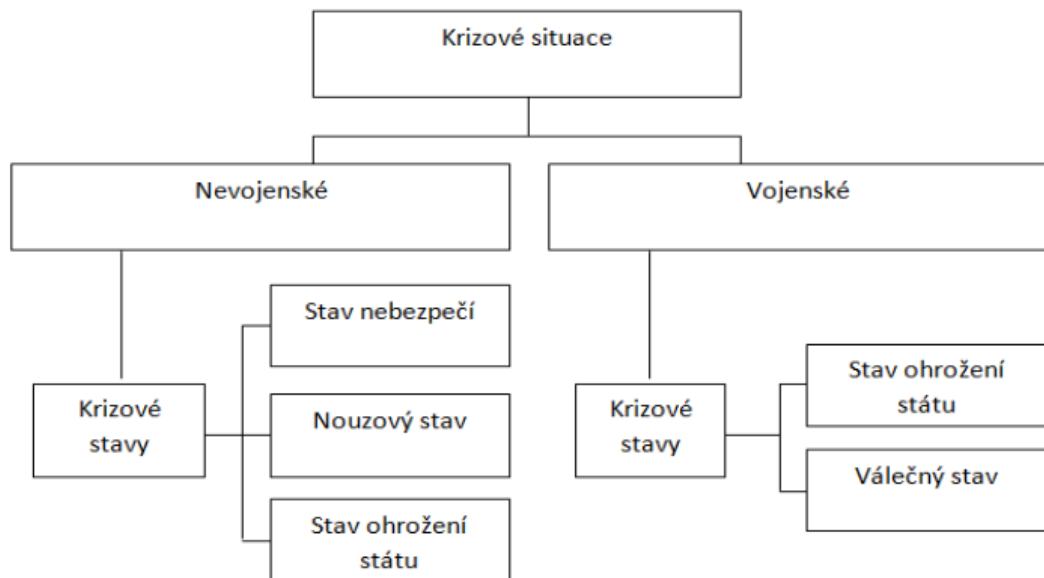 Krizové situace
Nevojenské
Vojenské
Stav nebezpečí
Krizové
stavy
Nouzový stav
Stav ohrožení
státu
Krizové
stavy
Stav ohrožení
státu
Válečný stav